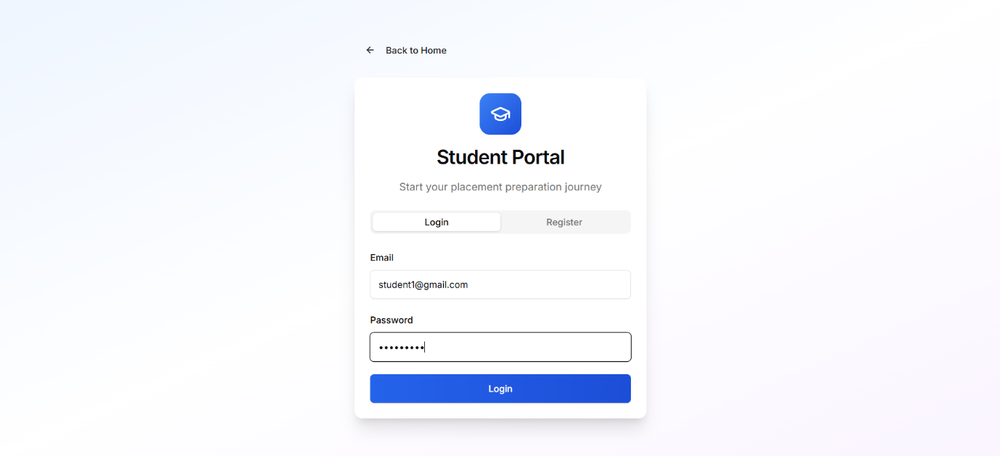 Back to Home
Student Portal
Start your placement preparation journey
Login Register
Email
student1@gmail.com
Password
•••••••••
Login